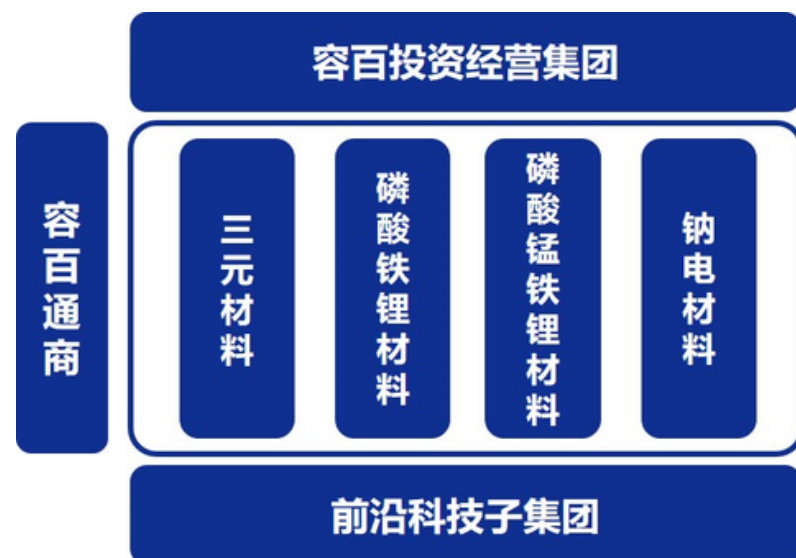 容百投资经营集团
容百通商
三元材料
磷酸铁锂材料
磷酸锰铁锂材料
钠电材料
前沿科技子集团